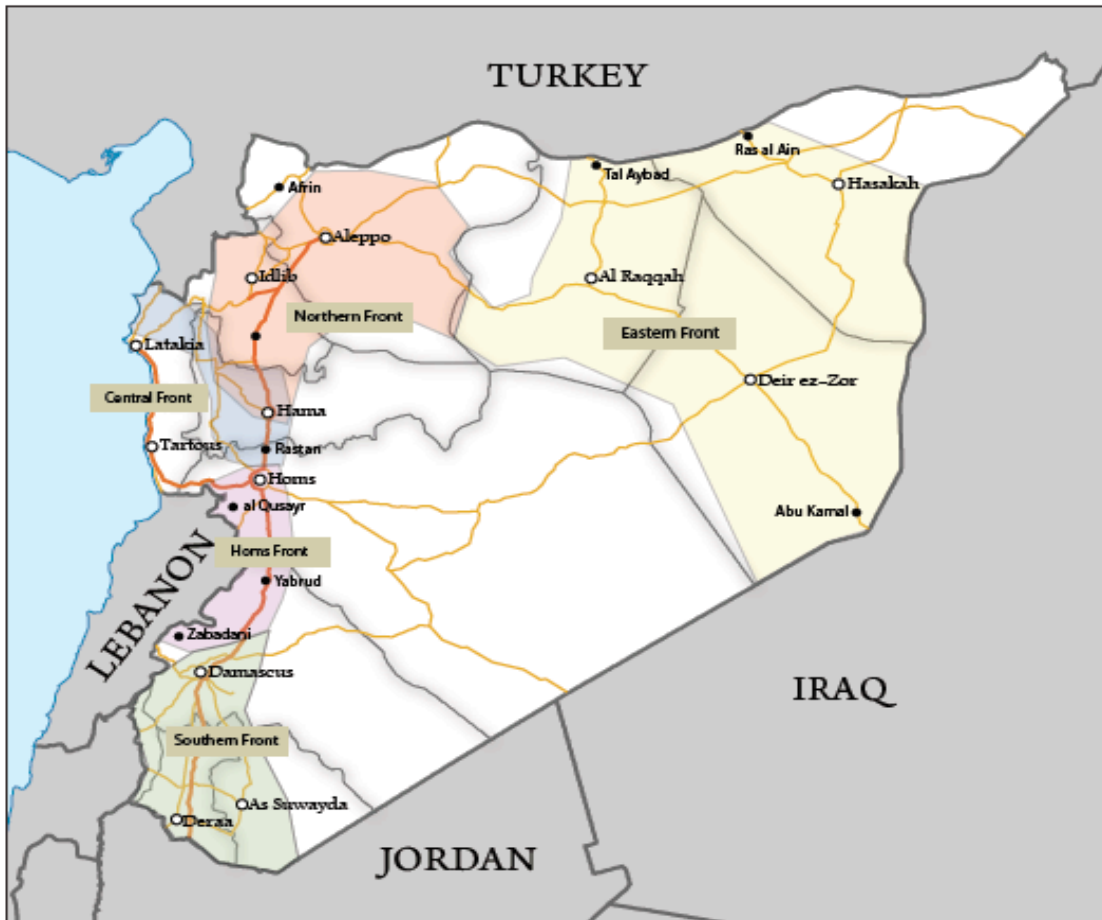 TURKEY
Ras al Ain
Tal Aybad
Hasakah
Afrin
Aleppo
Idlib
Al Raqqah
Northern Front
Eastern Front
Latakia
Deir ez-Zor
Central Front
Hama
Tartous
Rastan
Homs
al Qusayr
Abu Kamal
Homs Front
Yabrud
LEBANON
Zabadani
Damascus
IRAQ
Southern Front
As Suwayda
Deraa
JORDAN